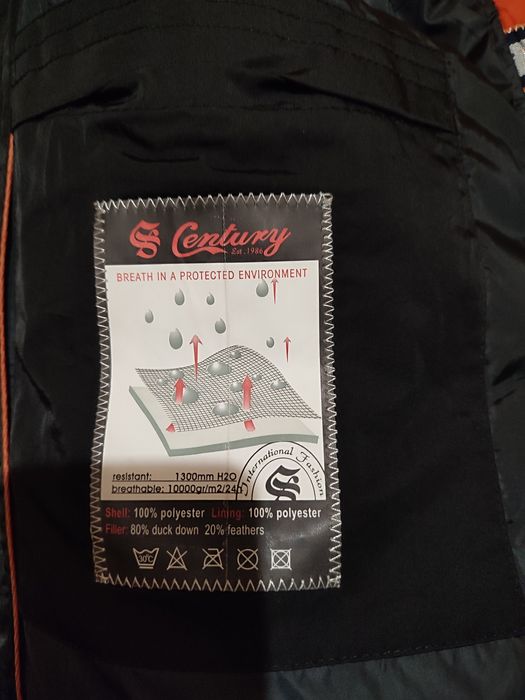 S Century
Est .1986
BREATH IN A PROTECTED ENVIRONMENT
resistant: 1300mm H2O
breathable: 10000gr/m2/24h
International Fashion
S
Shell: 100% polyester Lining: 100% polyester
Filler: 80% duck down 20% feathers
30°C